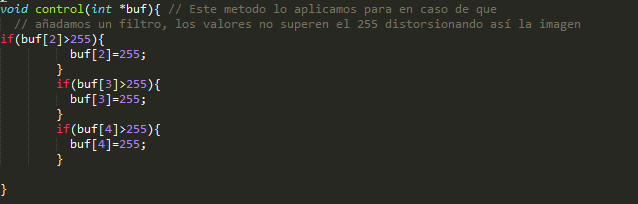 void control(int *buf){ // Este metodo lo aplicamos para en caso de que
// añadamos un filtro, los valores no superen el 255 distorsionando así la imagen
if(buf[2]>255){
buf[2]=255;
}
if(buf[3]>255){
buf[3]=255;
}
if(buf[4]>255){
buf[4]=255;
}
}